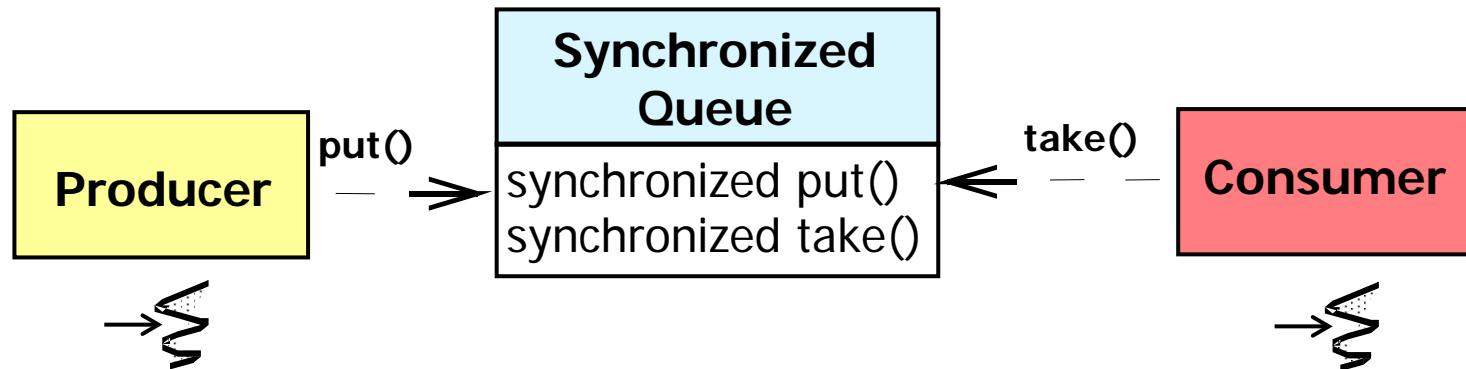 Producer
put()
Synchronized
Queue
synchronized put()
synchronized take()
take()
Consumer